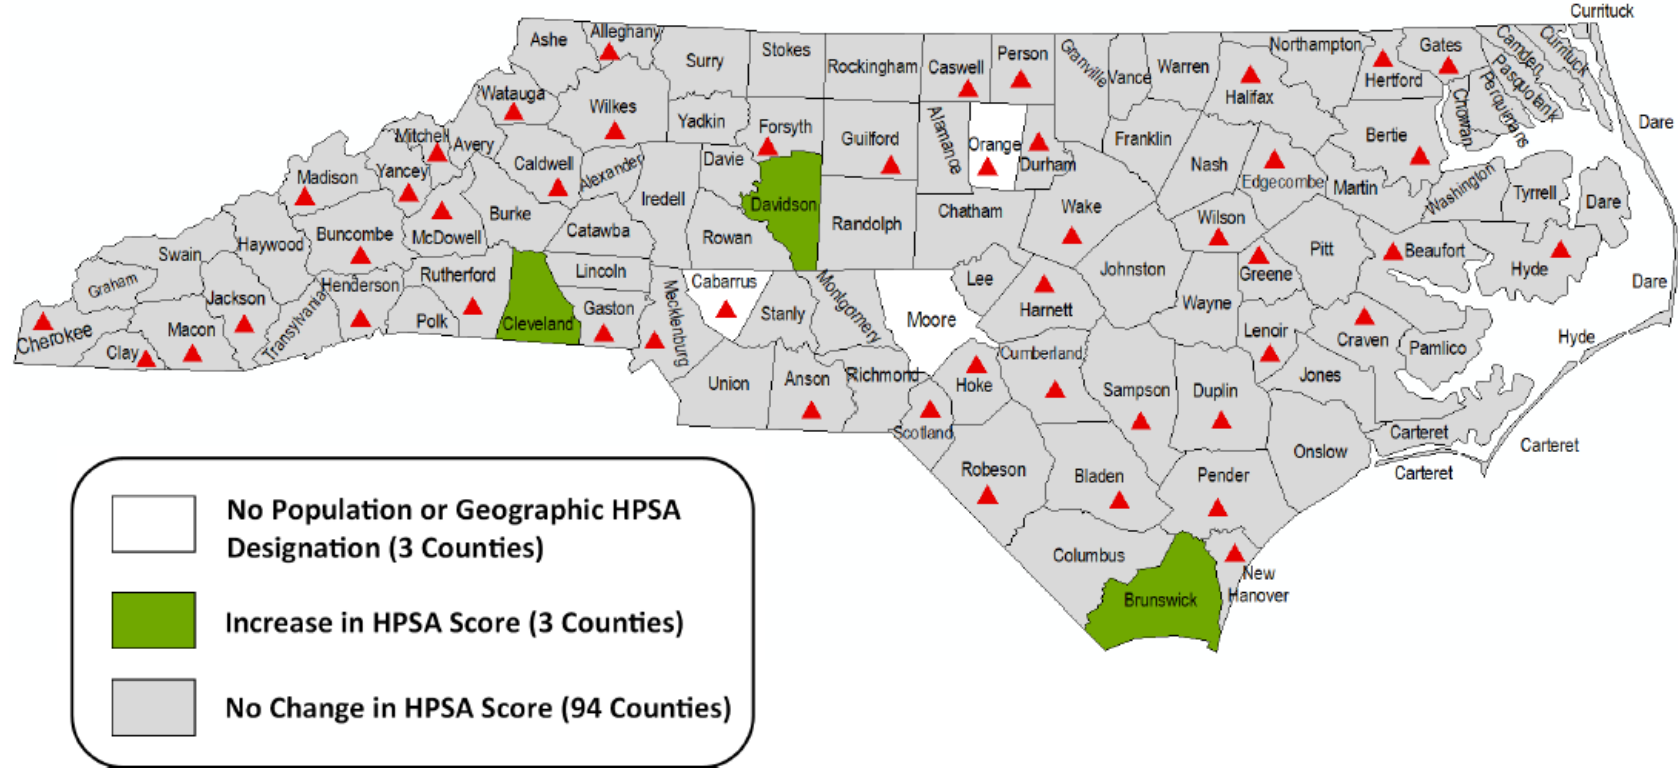 Currituck
Ashe
Alleghany
Surry
Stokes
Rockingham
Caswell
Person
Granville
Vance
Warren
Northampton
Hertford
Gates
Camden
Currituck
Pasquotank
Perquimans
Chowan
Dare
Watauga
Wilkes
Yadkin
Forsyth
Guilford
Alamance
Orange
Durham
Franklin
Halifax
Bertie
Mitchell
Avery
Caldwell
Alexander
Davie
Iredell
Davidson
Randolph
Chatham
Wake
Nash
Edgecombe
Martin
Washington
Tyrrell
Dare
Madison
Yancey
McDowell
Burke
Catawba
Rowan
Wilson
Pitt
Beaufort
Hyde
Dare
Swain
Haywood
Buncombe
Graham
Jackson
Henderson
Rutherford
Lincoln
Cabarrus
Stanly
Montgomery
Moore
Lee
Harnett
Johnston
Wayne
Greene
Cherokee
Clay
Macon
Transylvania
Polk
Cleveland
Gaston
Mecklenburg
Lenoir
Craven
Pamlico
Hyde
Union
Anson
Richmond
Scotland
Hoke
Cumberland
Sampson
Duplin
Jones
Onslow
Carteret
Carteret
Carteret
Robeson
Bladen
Pender
Columbus
Brunswick
New
Hanover
No Population or Geographic HPSA
Designation (3 Counties)
Increase in HPSA Score (3 Counties)
No Change in HPSA Score (94 Counties)